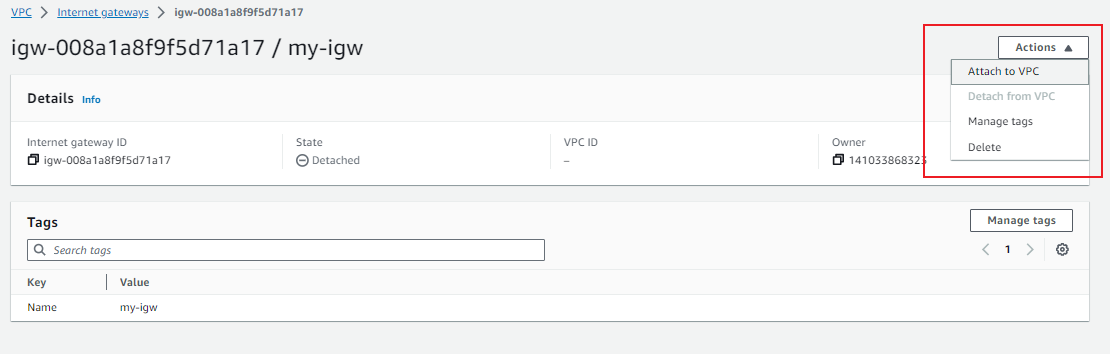 VPC > Internet gateways > igw-008a1a8f9f5d71a17
igw-008a1a8f9f5d71a17 / my-igw
Actions
Attach to VPC
Detach from VPC
Manage tags
Delete
Details Info
Internet gateway ID
igw-008a1a8f9f5d71a17
State
Detached
VPC ID
–
Owner
141033868323
Tags
Manage tags
Search tags
1
Key Value
Name my-igw